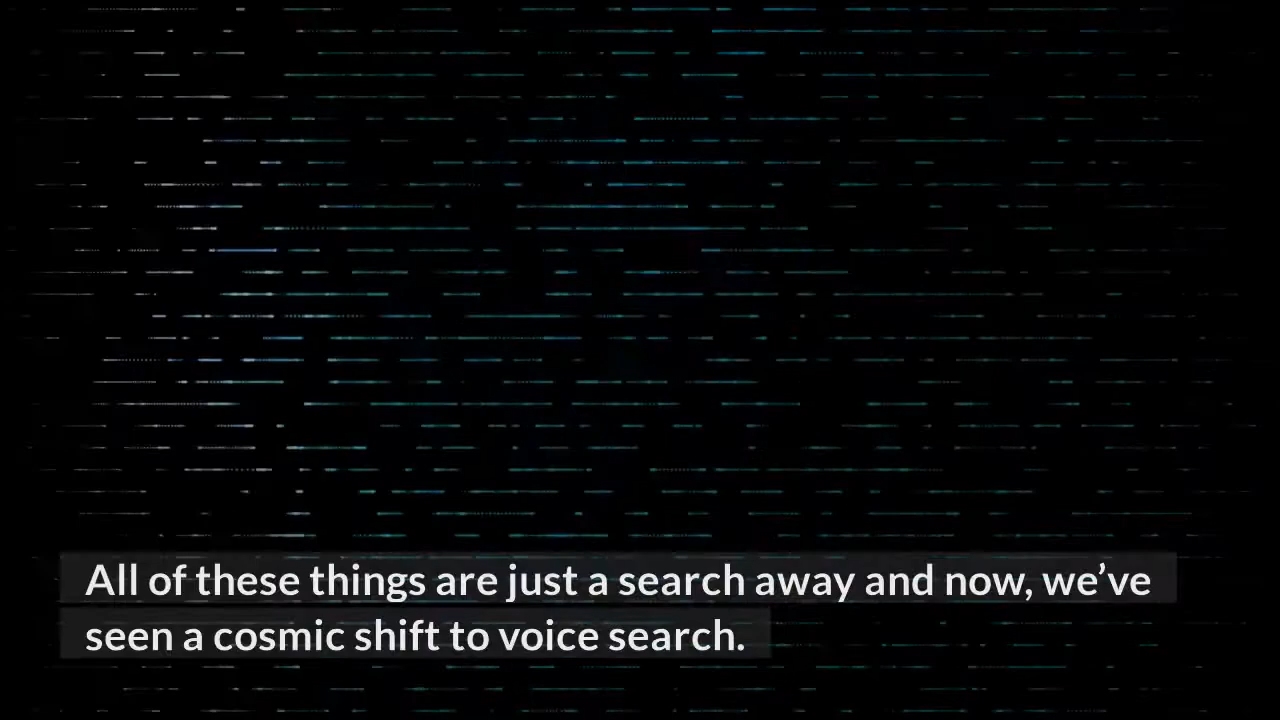 All of these things are just a search away and now, we’ve
seen a cosmic shift to voice search.